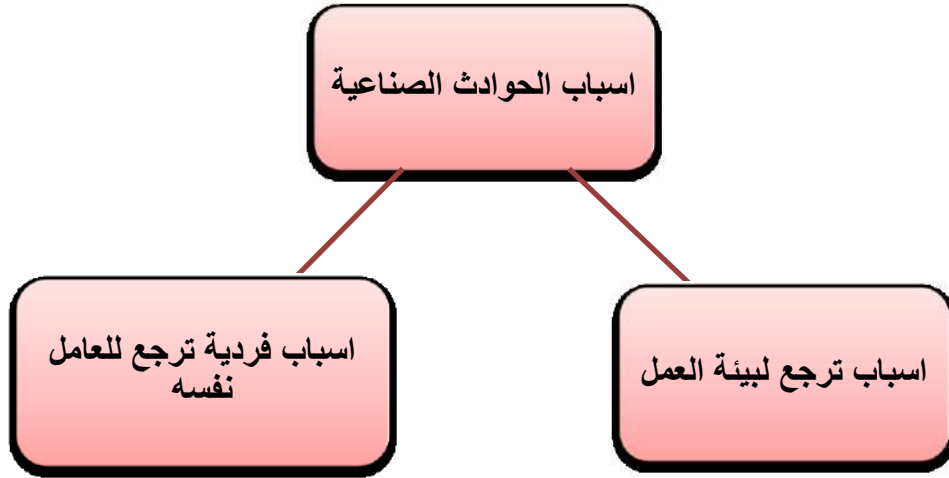 اسباب الحوادث الصناعية
اسباب ترجع لبيئة العمل
اسباب فردية ترجع للعامل
نفسه